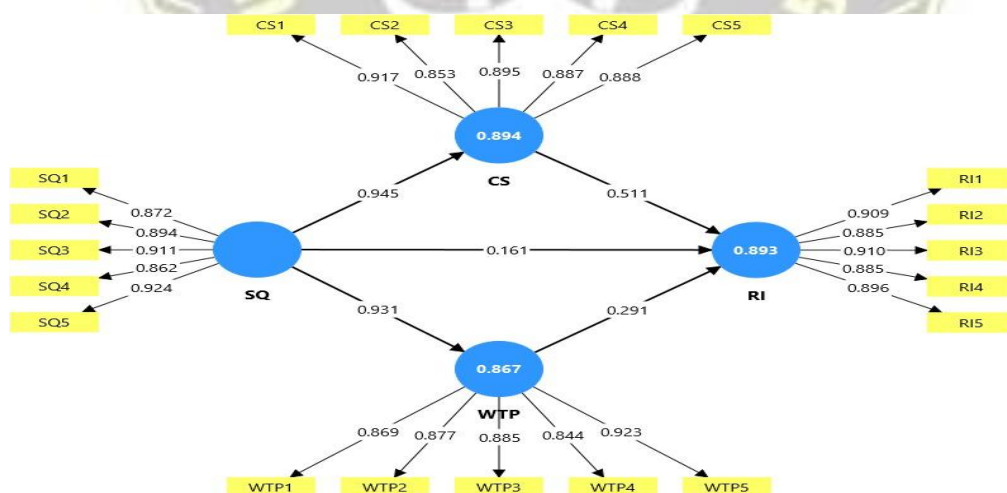 CS1 CS2 CS3 CS4 CS5
0.917 0.853 0.895 0.887 0.888
0.894
CS
SQ1
SQ2
SQ3
SQ4
SQ5
0.872
0.894
0.911
0.862
0.924
SQ
0.945
0.161
0.931
0.511
0.291
0.893
RI
0.909
0.885
0.910
0.885
0.896
RI1
RI2
RI3
RI4
RI5
0.867
WTP
0.869 0.877 0.885 0.844 0.923
WTP1 WTP2 WTP3 WTP4 WTP5